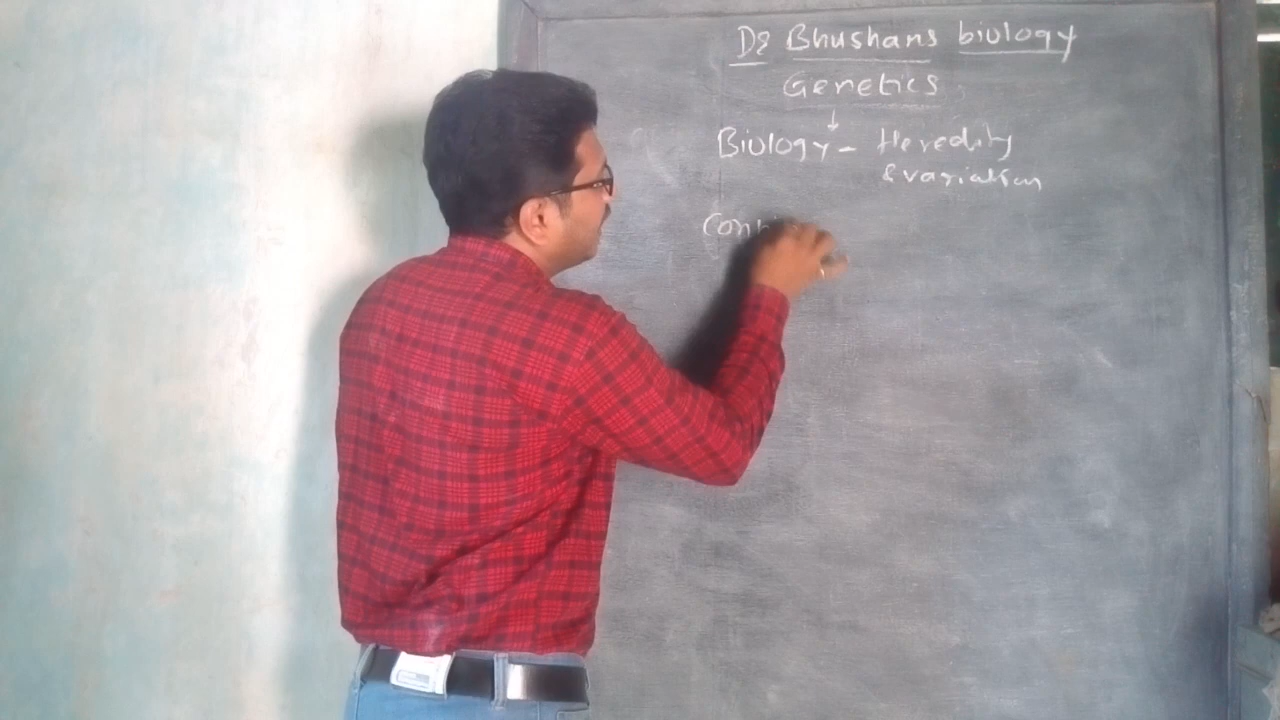 Dr Bhushans biology
Genetics
Biology - Heredity
& variation